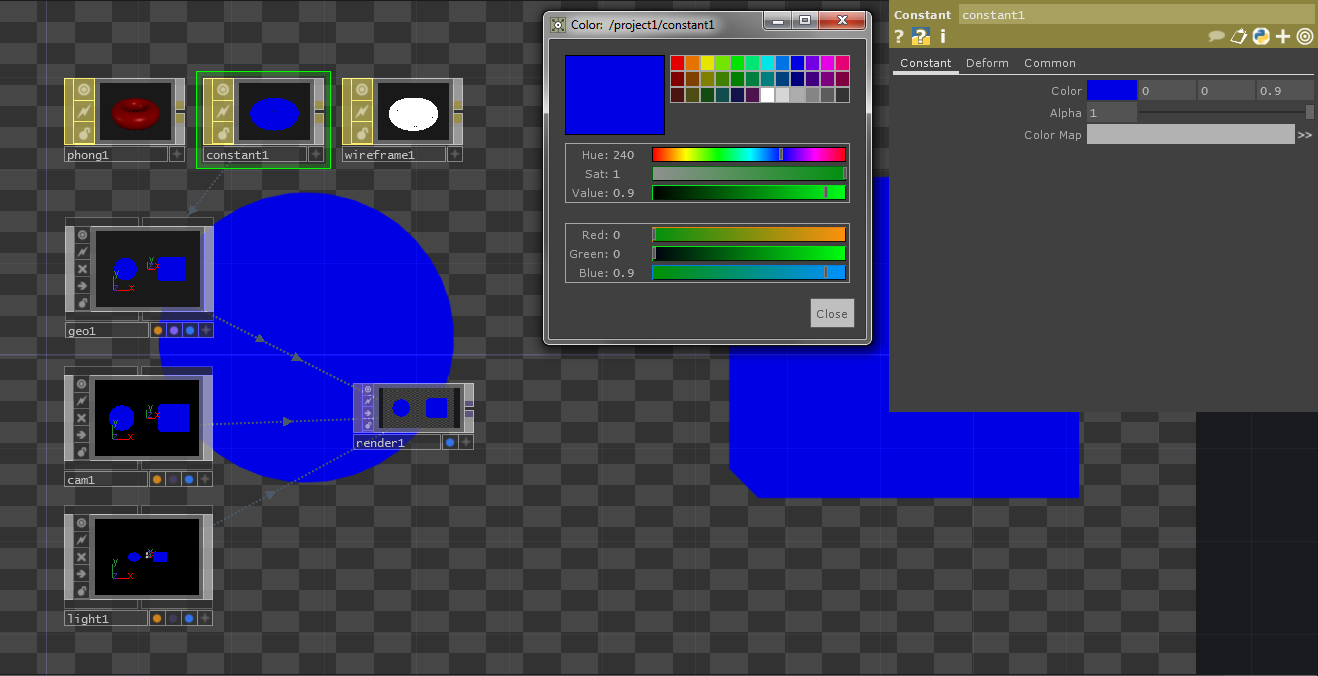 Color: /project1/constant1
Hue: 240
Sat: 1
Value: 0.9
Red: 0
Green: 0
Blue: 0.9
Close
Constant constant1
? ? i
Constant Deform Common
Color 0 0 0.9
Alpha 1
Color Map >>
phong1
constant1
wireframe1
geo1
cam1
render1
light1